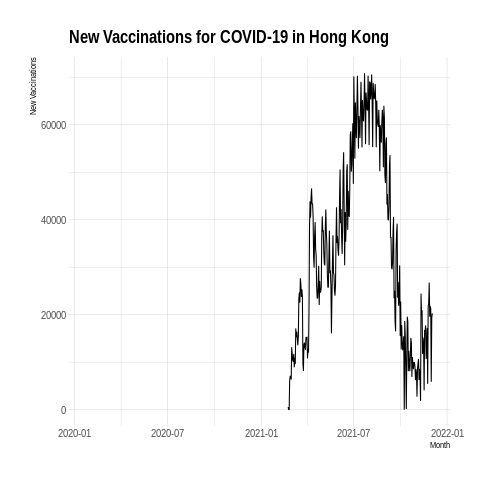 New Vaccinations for COVID-19 in Hong Kong
New Vaccinations
60000
40000
20000
0
2020-01 2020-07 2021-01 2021-07 2022-01
Month